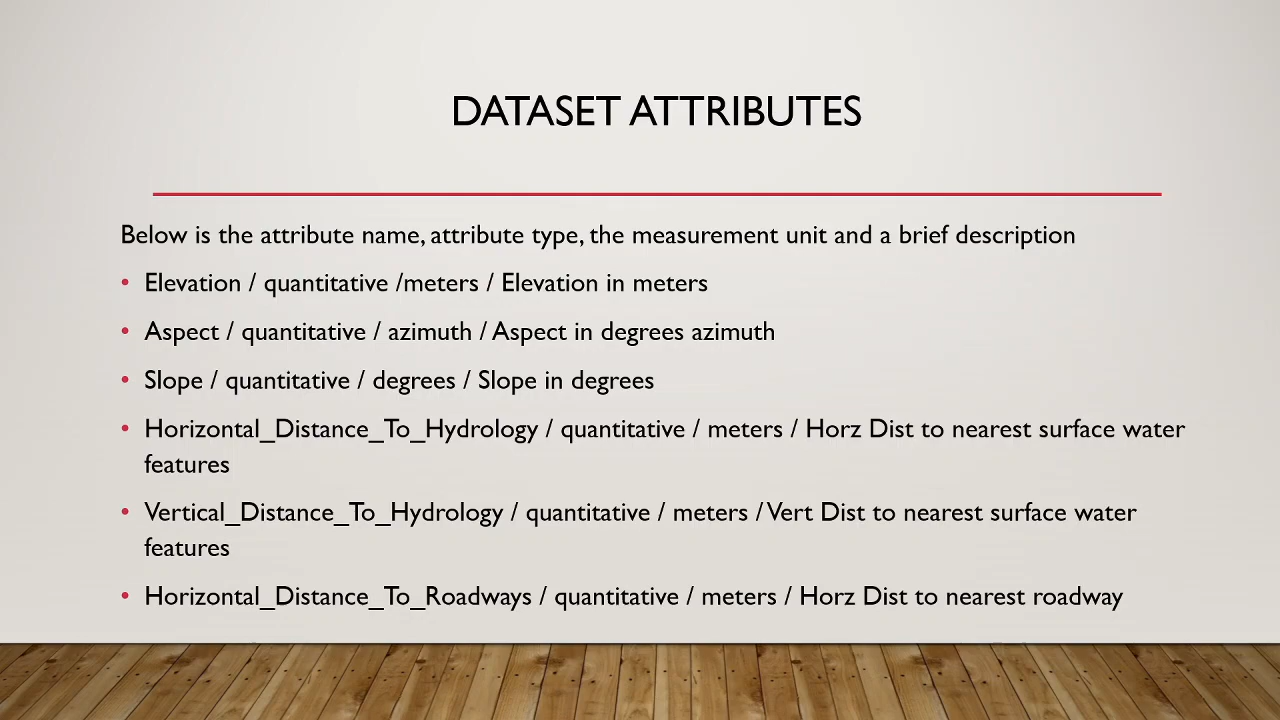 DATASET ATTRIBUTES
Below is the attribute name, attribute type, the measurement unit and a brief description
• Elevation / quantitative /meters / Elevation in meters
• Aspect / quantitative / azimuth / Aspect in degrees azimuth
• Slope / quantitative / degrees / Slope in degrees
• Horizontal_Distance_To_Hydrology / quantitative / meters / Horz Dist to nearest surface water
features
• Vertical_Distance_To_Hydrology / quantitative / meters / Vert Dist to nearest surface water
features
• Horizontal_Distance_To_Roadways / quantitative / meters / Horz Dist to nearest roadway